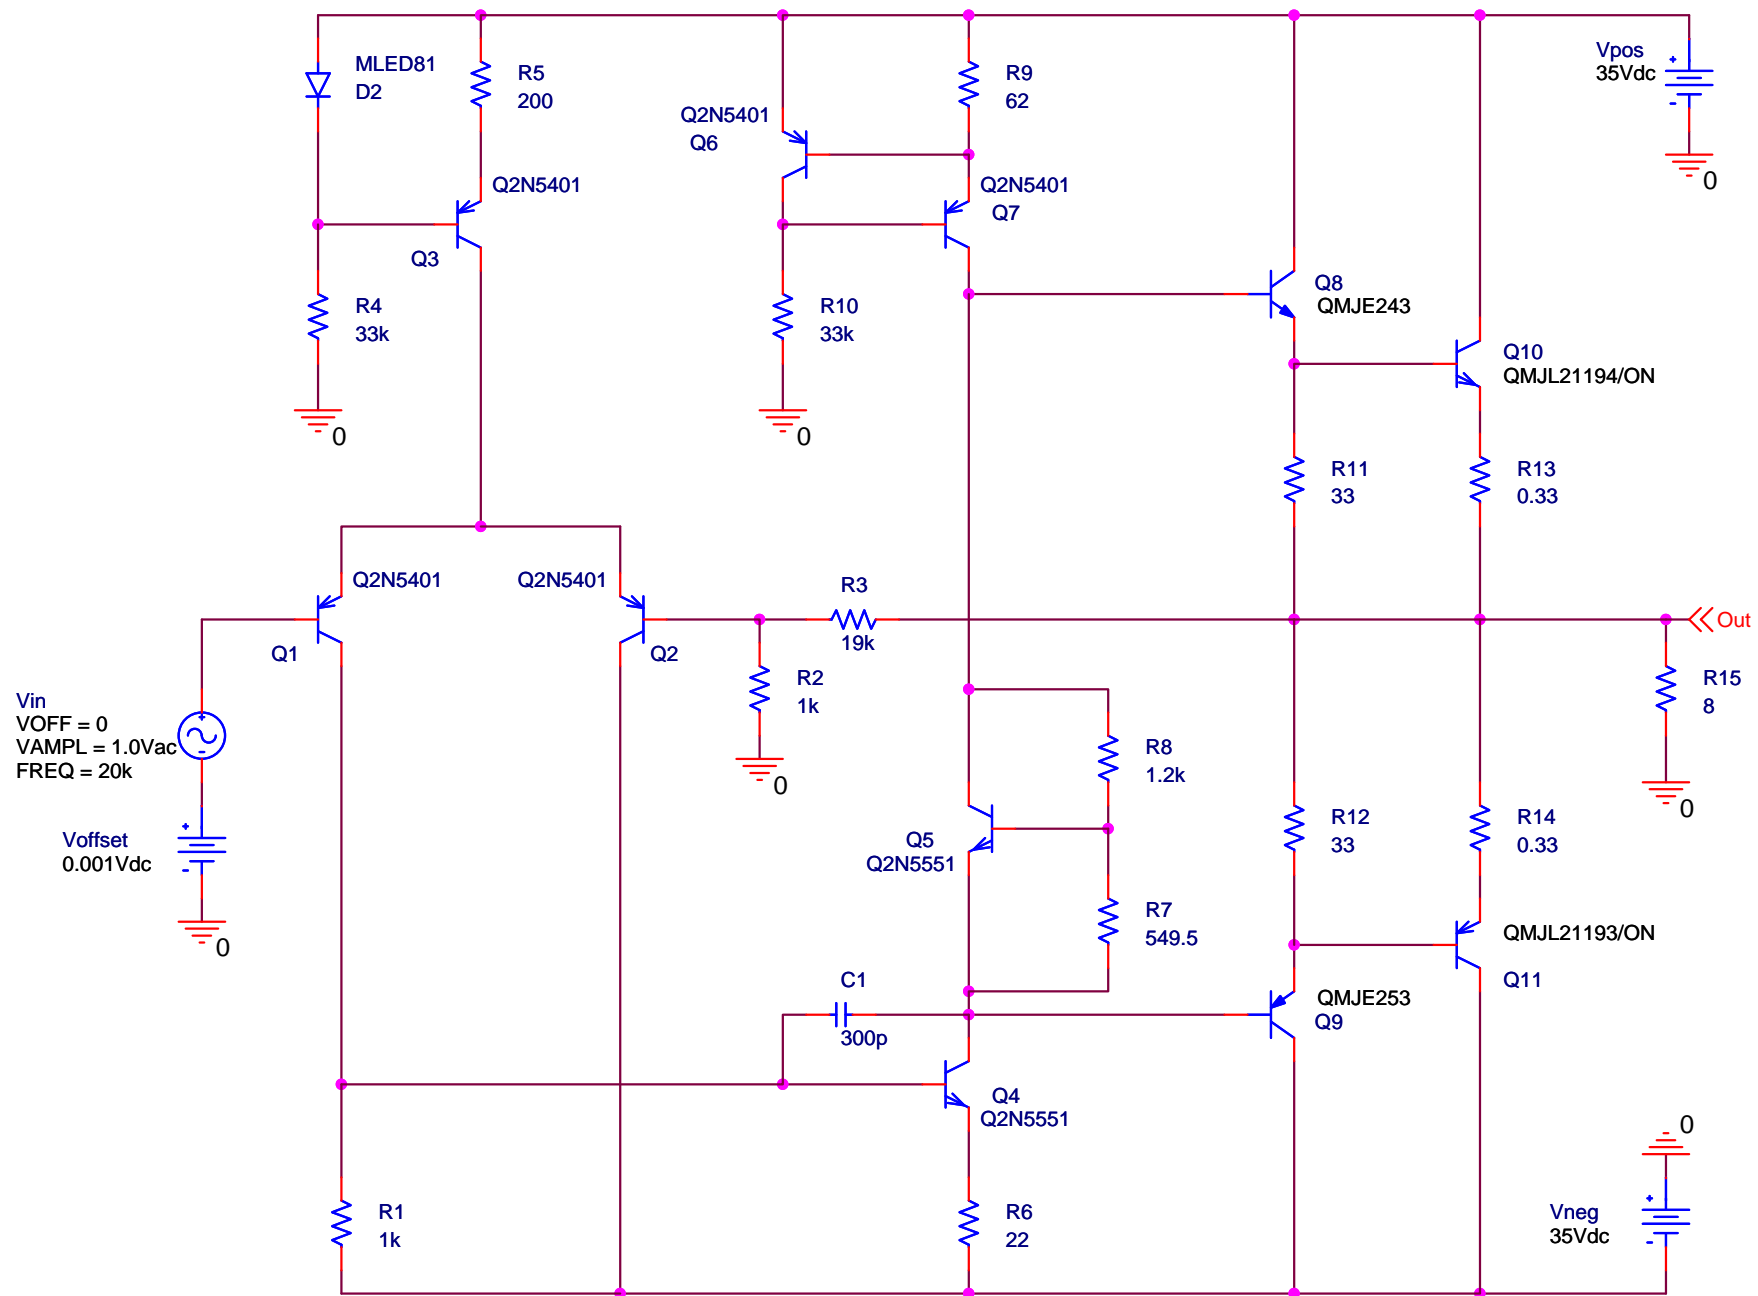 MLED81
D2
R5
200
Q2N5401
Q6
R9
62
Vpos
35Vdc
+
-
0
Q2N5401
Q3
Q2N5401
Q7
R4
33k
0
R10
33k
0
Q8
QMJE243
Q10
QMJL21194/ON
R11
33
R13
0.33
Q2N5401
Q1
Q2N5401
Q2
R3
19k
Out
R2
1k
0
R15
8
0
Vin
VOFF = 0
VAMPL = 1.0Vac
FREQ = 20k
+
-
R8
1.2k
Voffset
0.001Vdc
+
-
0
Q5
Q2N5551
R12
33
R14
0.33
R7
549.5
QMJL21193/ON
Q11
C1
300p
QMJE253
Q9
Q4
Q2N5551
0
R1
1k
R6
22
Vneg
35Vdc
+
-